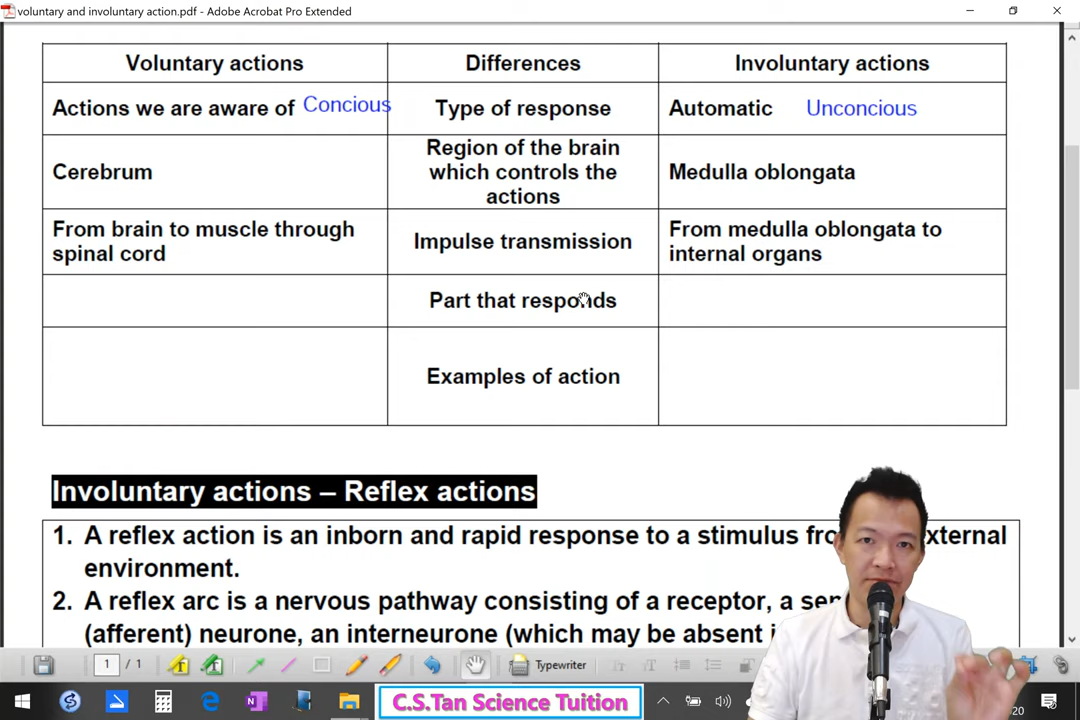 voluntary and involuntary action.pdf - Adobe Acrobat Pro Extended
Voluntary actions
Differences
Involuntary actions
Actions we are aware of Concious
Type of response
Automatic Unconcious
Cerebrum
Region of the brain
which controls the
actions
Medulla oblongata
From brain to muscle through
spinal cord
Impulse transmission
From medulla oblongata to
internal organs
Part that responds
Examples of action
Involuntary actions – Reflex actions
1. A reflex action is an inborn and rapid response to a stimulus external
environment.
2. A reflex arc is a nervous pathway consisting of a receptor, a
(afferent) neurone, an interneurone (which may be absent
1 / 1
Typewriter
C.S.Tan Science Tuition